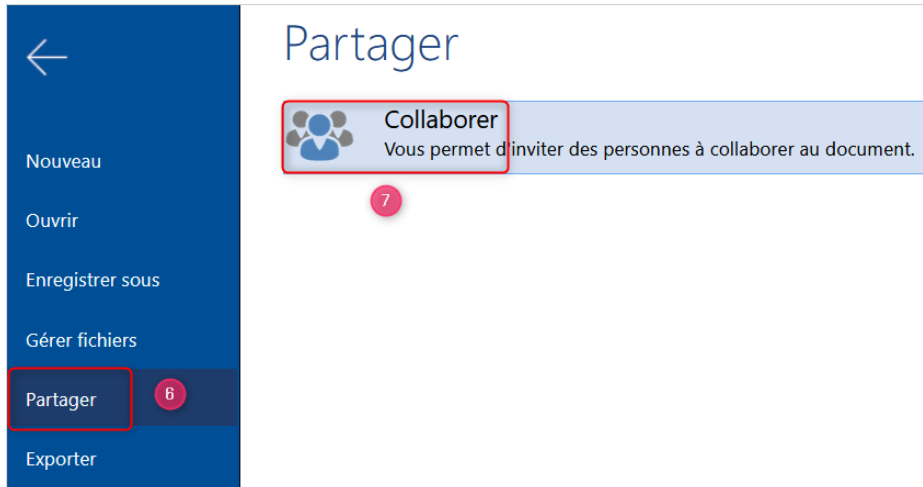 Partager
Collaborer
Vous permet d'inviter des personnes à collaborer au document.
7
Nouveau
Ouvrir
Enregistrer sous
Gérer fichiers
Partager
6
Exporter